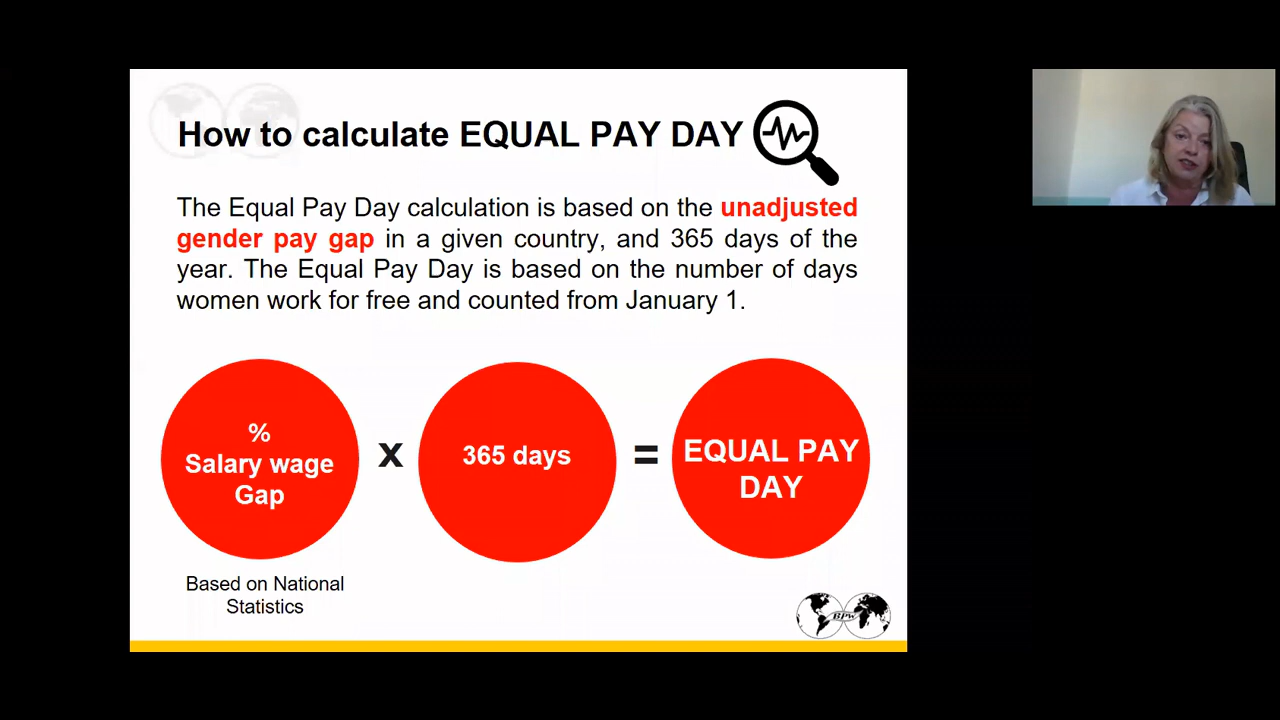 How to calculate EQUAL PAY DAY
The Equal Pay Day calculation is based on the unadjusted
gender pay gap in a given country, and 365 days of the
year. The Equal Pay Day is based on the number of days
women work for free and counted from January 1.
%
Salary wage
Gap
x
365 days
=
EQUAL PAY
DAY
Based on National
Statistics
BPW